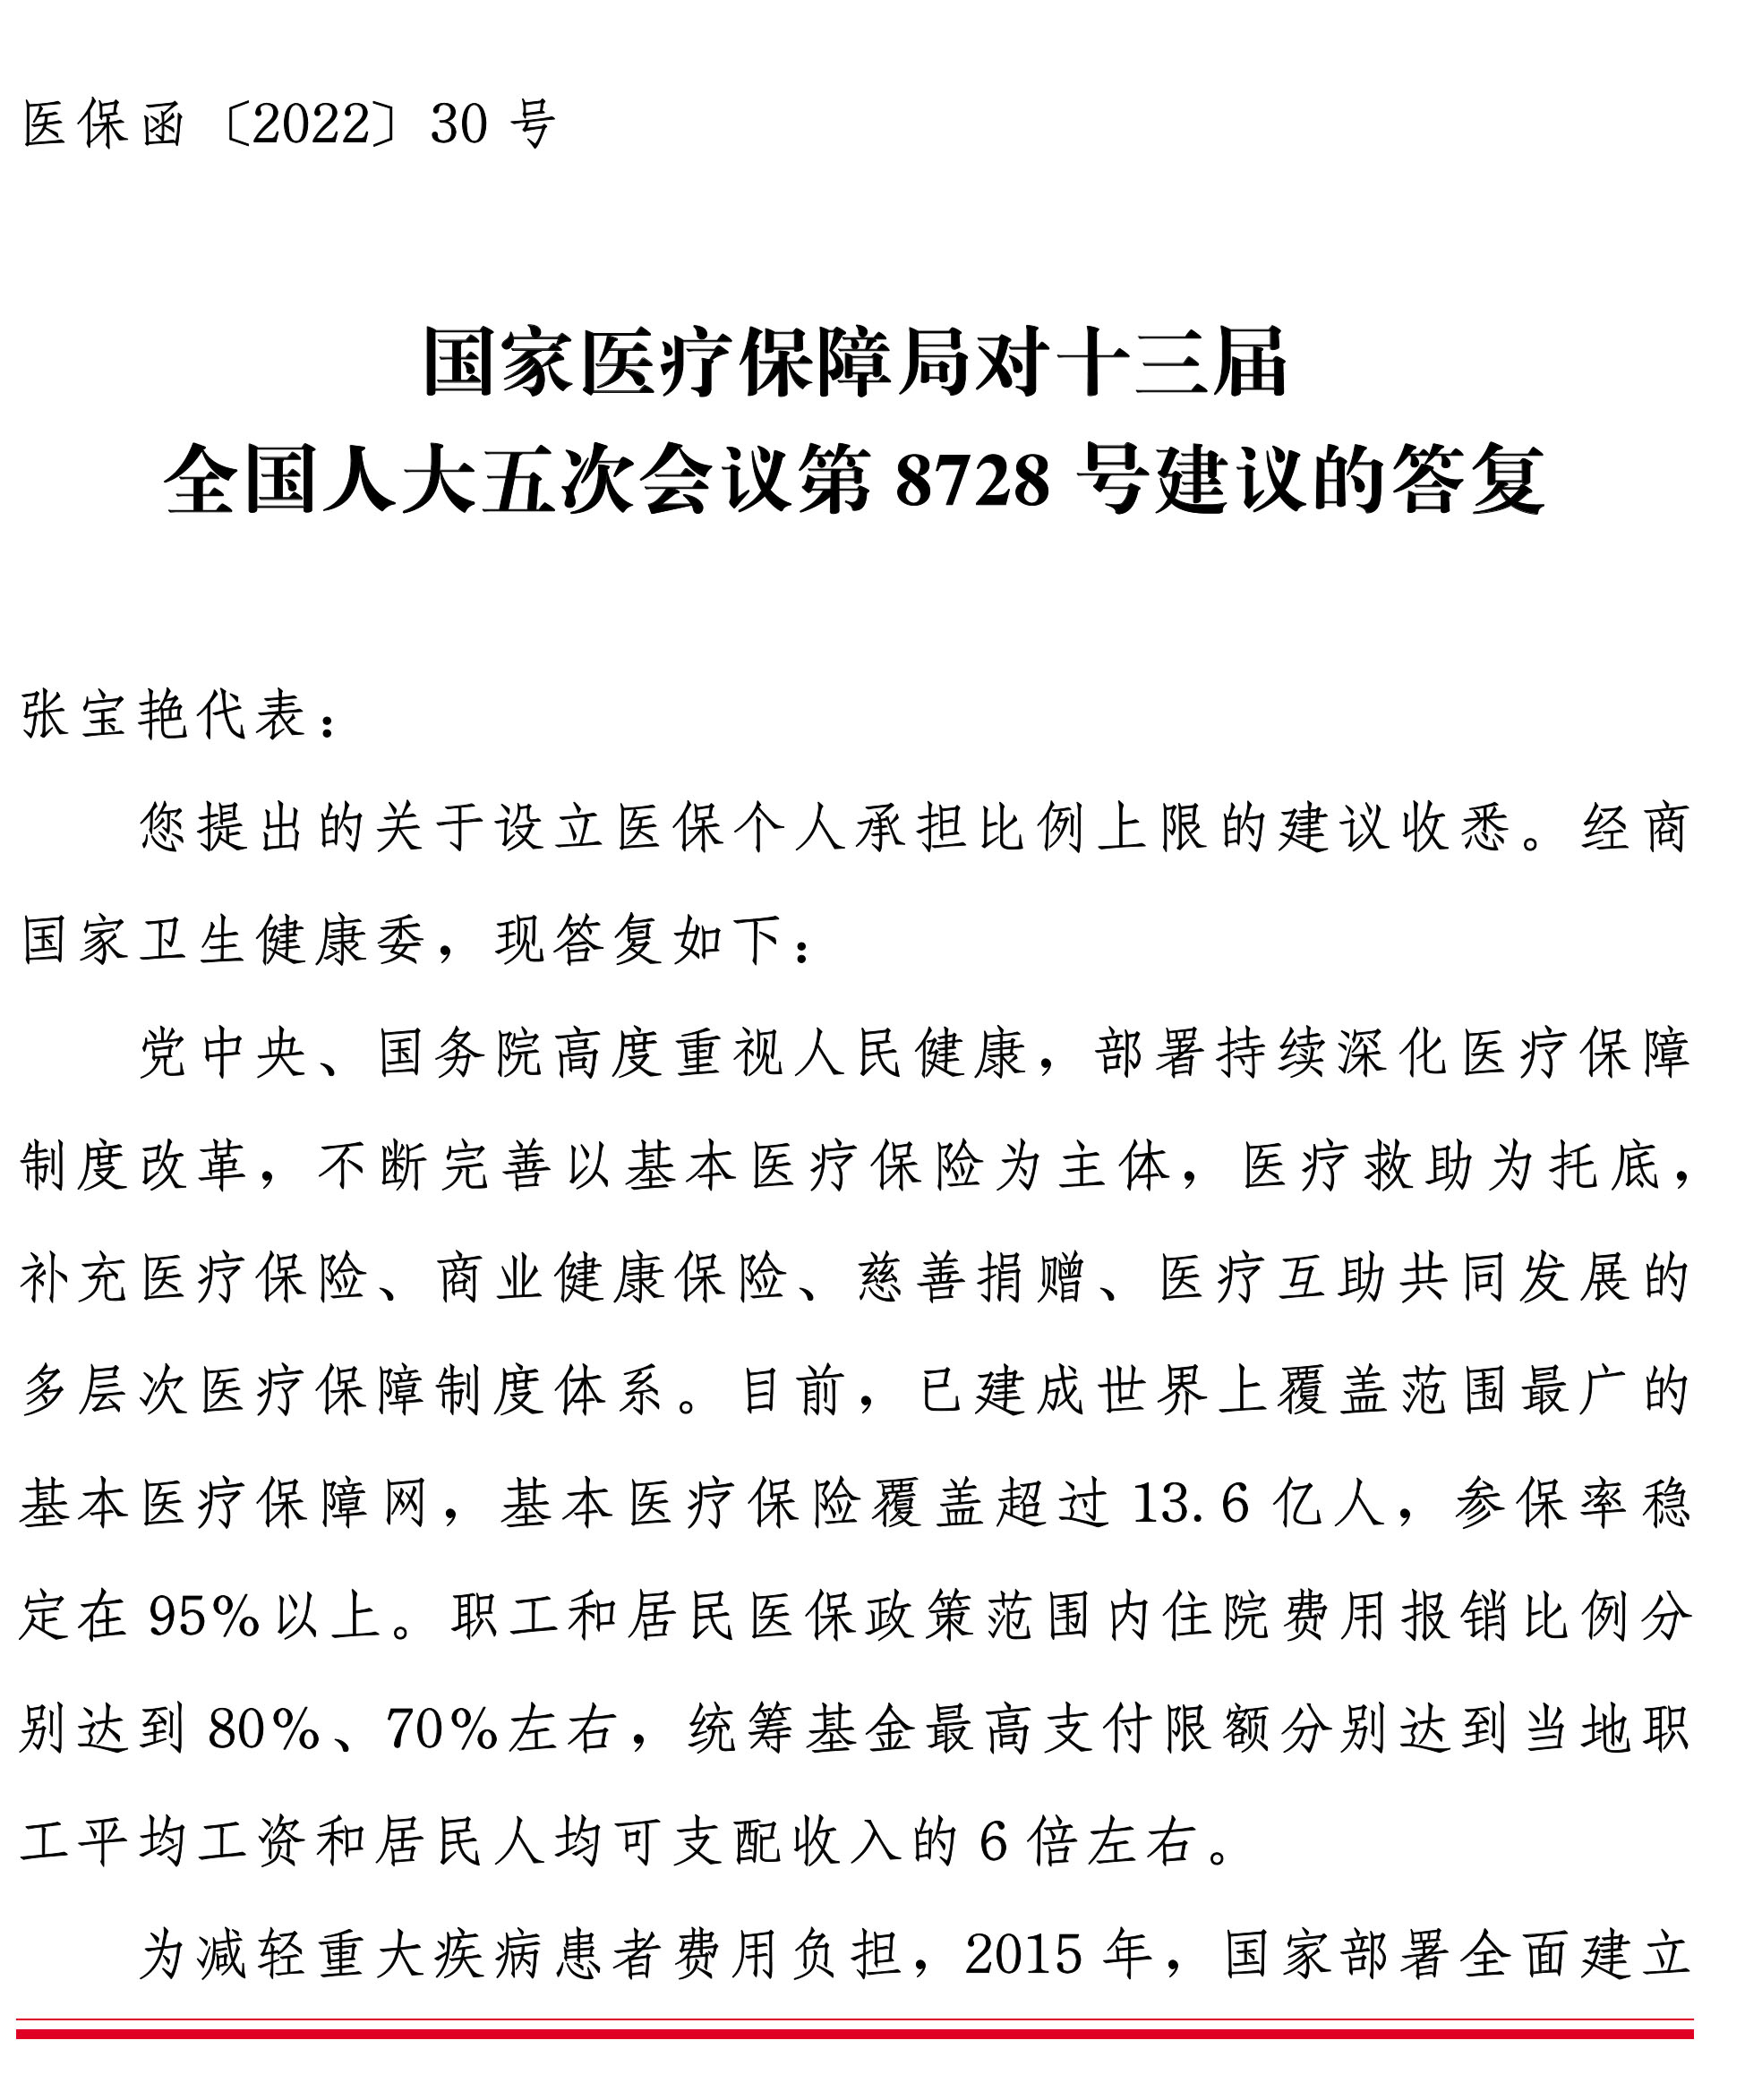 医保函〔2022〕30 号
国家医疗保障局对十三届
全国人大五次会议第 8728 号建议的答复
张宝艳代表：
您提出的关于设立医保个人承担比例上限的建议收悉。经商
国家卫生健康委，现答复如下：
党中央、国务院高度重视人民健康，部署持续深化医疗保障
制度改革，不断完善以基本医疗保险为主体，医疗救助为托底，
补充医疗保险、商业健康保险、慈善捐赠、医疗互助共同发展的
多层次医疗保障制度体系。目前，已建成世界上覆盖范围最广的
基本医疗保障网，基本医疗保险覆盖超过 13.6 亿人，参保率稳
定在 95%以上。职工和居民医保政策范围内住院费用报销比例分
别达到 80%、70%左右，统筹基金最高支付限额分别达到当地职
工平均工资和居民人均可支配收入的 6 倍左右。
为减轻重大疾病患者费用负担，2015 年，国家部署全面建立